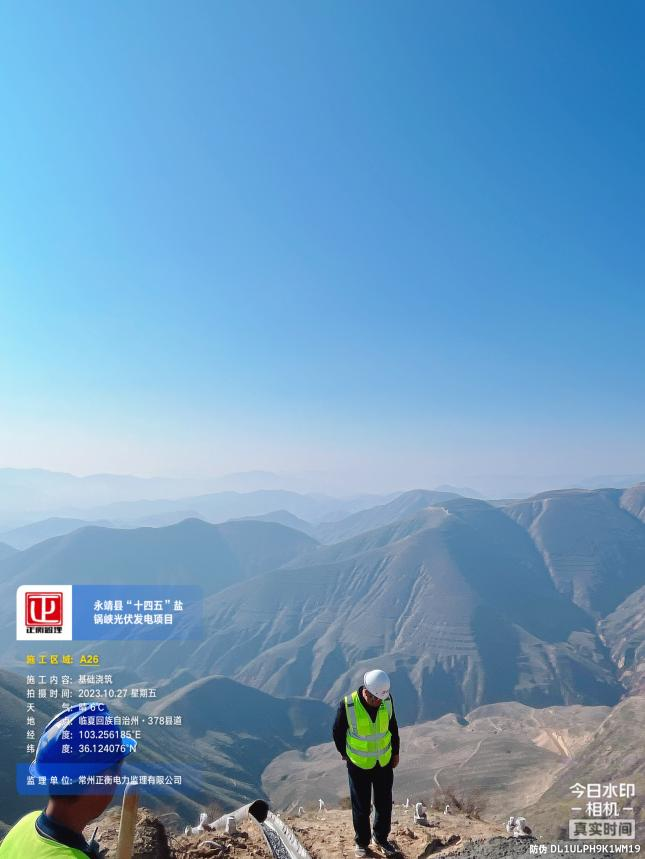 正衡管理
永靖县“十四五”盐
锅峡光伏发电项目
施工区域: A26
施工内容: 基础浇筑
拍摄时间: 2023.10.27 星期五
天 气: 晴 6℃
地 点: 临夏回族自治州·378县道
经 度: 103.256185°E
纬 度: 36.124076°N
监理单位: 常州正衡电力监理有限公司
今日水印
相机
真实时间
防伪 DL1ULPH9K1WM19